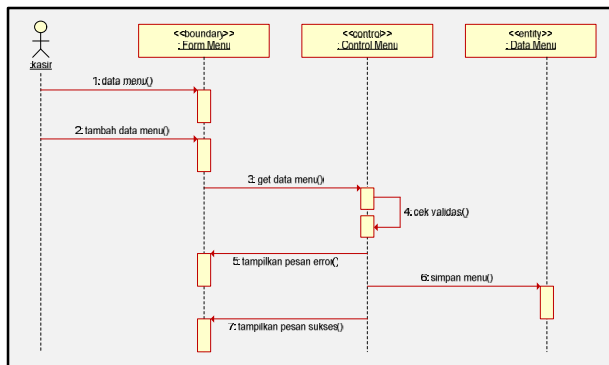 <<boundary>>
: Form Menu
<<control>>
: Control Menu
<<entity>>
: Data Menu
: kasir
1: data menu()
2: tambah data menu()
3: get data menu()
4: cek validas()
5: tampilkan pesan error()
6: simpan menu()
7: tampilkan pesan sukses()